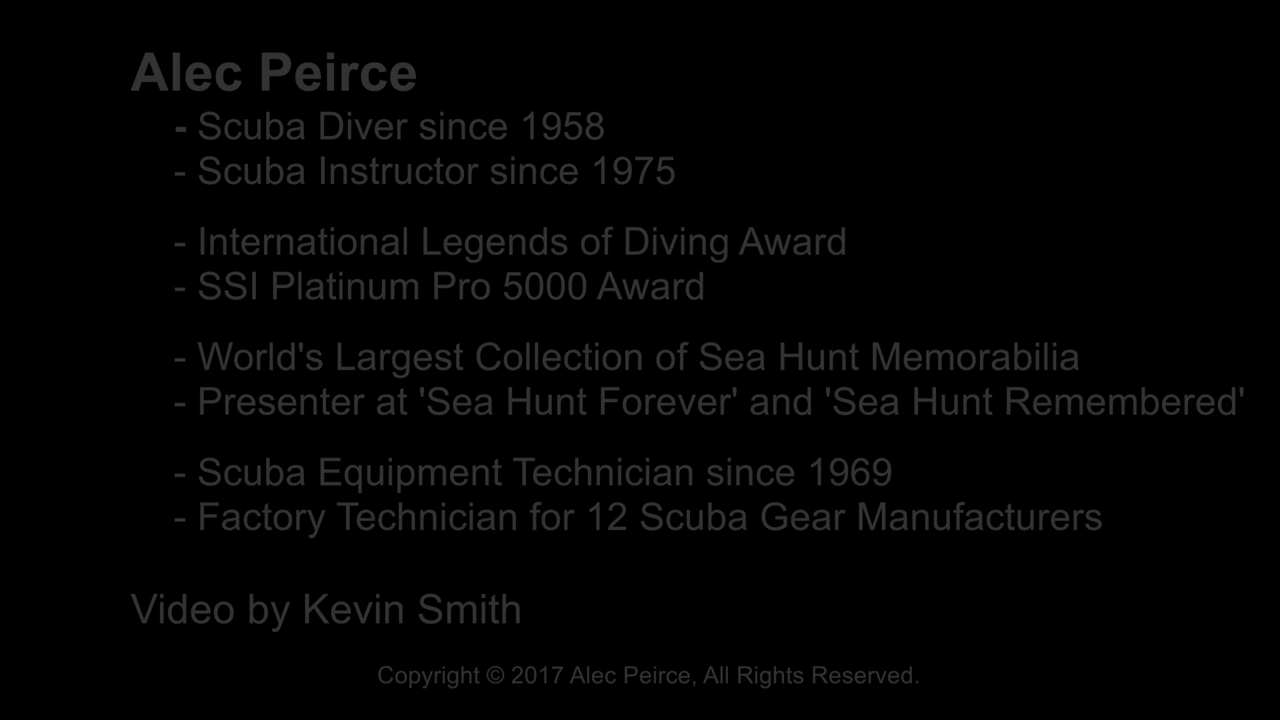 Alec Peirce
- Scuba Diver since 1958
- Scuba Instructor since 1975
- International Legends of Diving Award
- SSI Platinum Pro 5000 Award
- World's Largest Collection of Sea Hunt Memorabilia
- Presenter at 'Sea Hunt Forever' and 'Sea Hunt Remembered'
- Scuba Equipment Technician since 1969
- Factory Technician for 12 Scuba Gear Manufacturers
Video by Kevin Smith
Copyright © 2017 Alec Peirce, All Rights Reserved.